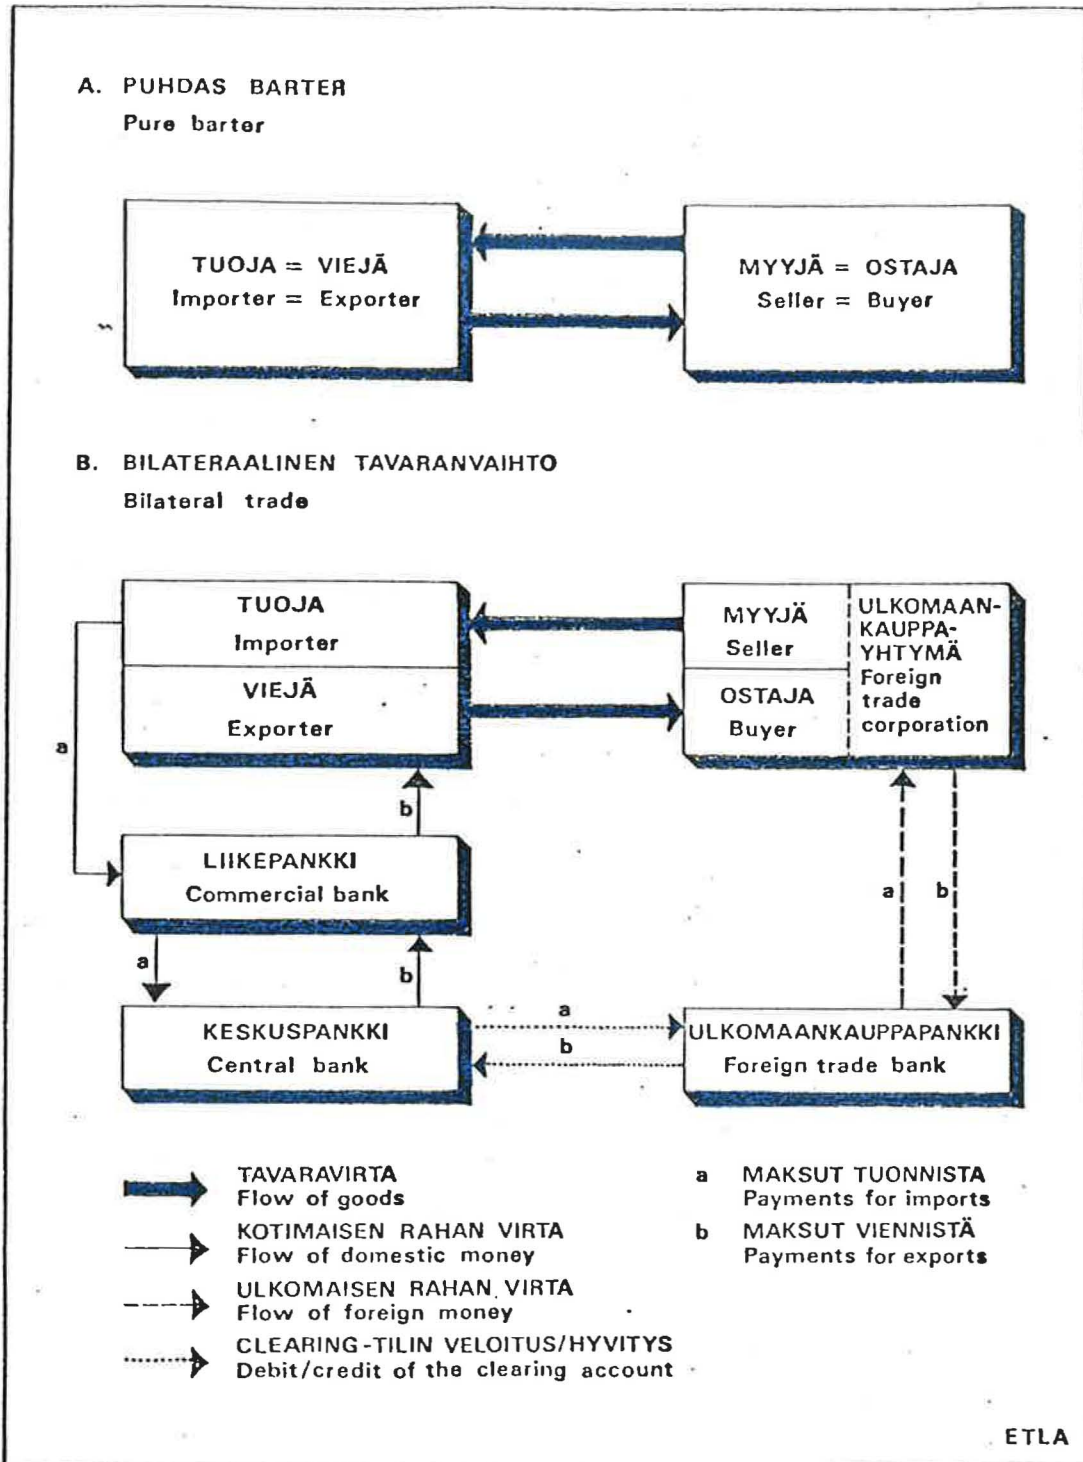 A. PUHDAS BARTER
Pure barter
TUOJA = VIEJÄ
Importer = Exporter
MYYJÄ = OSTAJA
Seller = Buyer
B. BILATERAALINEN TAVARANVAIHTO
Bilateral trade
TUOJA
Importer
VIEJÄ
Exporter
MYYJÄ
Seller
OSTAJA
Buyer
ULKOMAAN-
KAUPPA-
YHTYMÄ
Foreign
trade
corporation
a
b
LIIKEPANKKI
Commercial bank
a
b
a
b
KESKUSPANKKI
Central bank
a
b
ULKOMAANKAUPPAPANKKI
Foreign trade bank
TAVARAVIRTA
Flow of goods
KOTIMAISEN RAHAN VIRTA
Flow of domestic money
ULKOMAISEN RAHAN VIRTA
Flow of foreign money
CLEARING-TILIN VELOITUS/HYVITYS
Debit/credit of the clearing account
a MAKSUT TUONNISTA
Payments for imports
b MAKSUT VIENNISTÄ
Payments for exports
ETLA